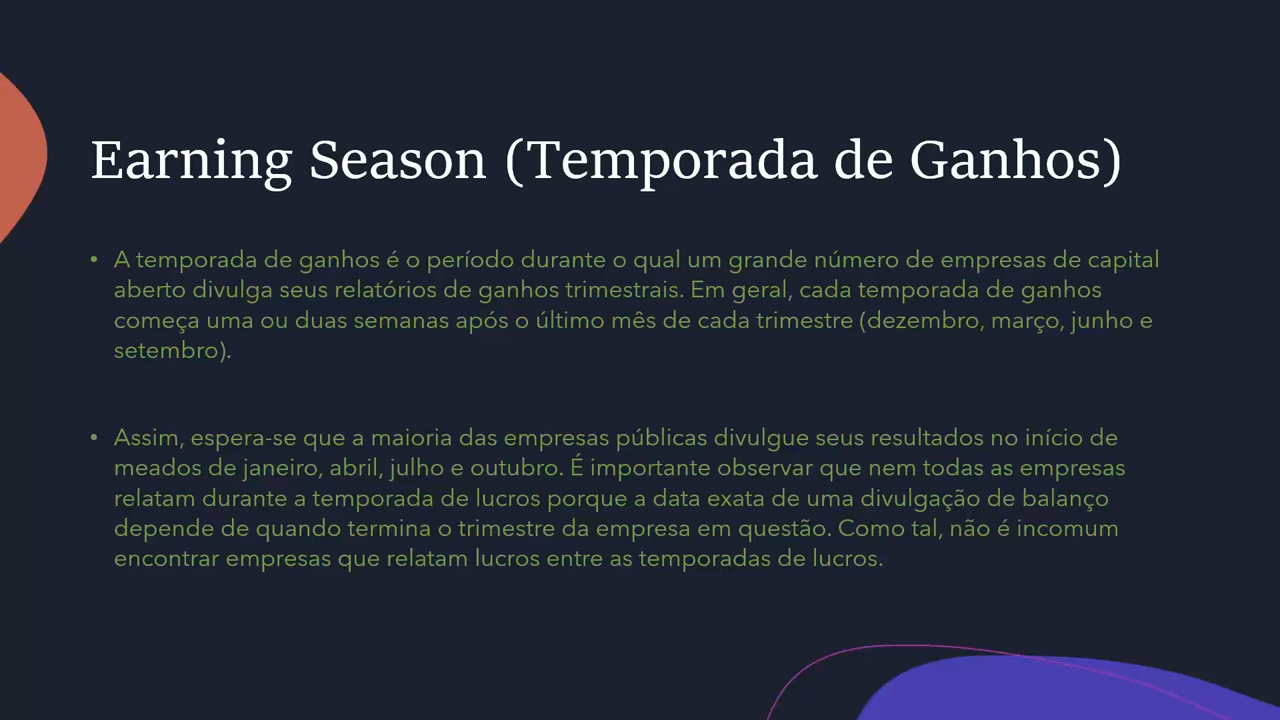 Earning Season (Temporada de Ganhos)
• A temporada de ganhos é o período durante o qual um grande número de empresas de capital
aberto divulga seus relatórios de ganhos trimestrais. Em geral, cada temporada de ganhos
começa uma ou duas semanas após o último mês de cada trimestre (dezembro, março, junho e
setembro).
• Assim, espera-se que a maioria das empresas públicas divulgue seus resultados no início de
meados de janeiro, abril, julho e outubro. É importante observar que nem todas as empresas
relatam durante a temporada de lucros porque a data exata de uma divulgação de balanço
depende de quando termina o trimestre da empresa em questão. Como tal, não é incomum
encontrar empresas que relatam lucros entre as temporadas de lucros.